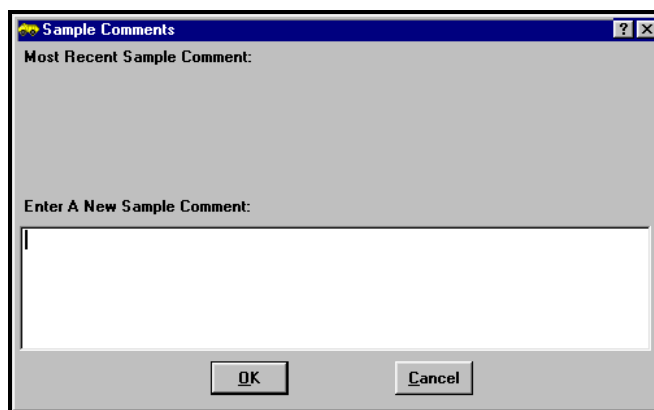 Sample Comments
Most Recent Sample Comment:
Enter A New Sample Comment:
OK Cancel